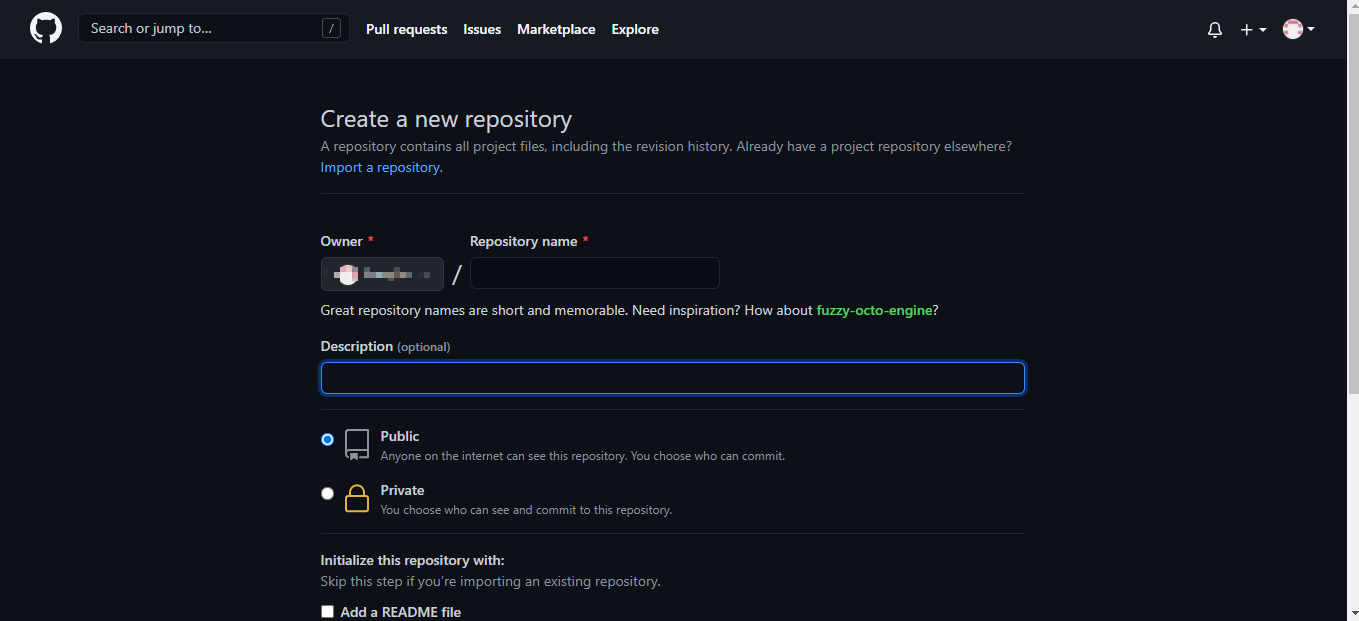 Search or jump to... /
Pull requests
Issues
Marketplace
Explore
Create a new repository
A repository contains all project files, including the revision history. Already have a project repository elsewhere?
Import a repository.
Owner *
Repository name *
/
Great repository names are short and memorable. Need inspiration? How about fuzzy-octo-engine?
Description (optional)
Public
Anyone on the internet can see this repository. You choose who can commit.
Private
You choose who can see and commit to this repository.
Initialize this repository with:
Skip this step if you're importing an existing repository.
Add a README file